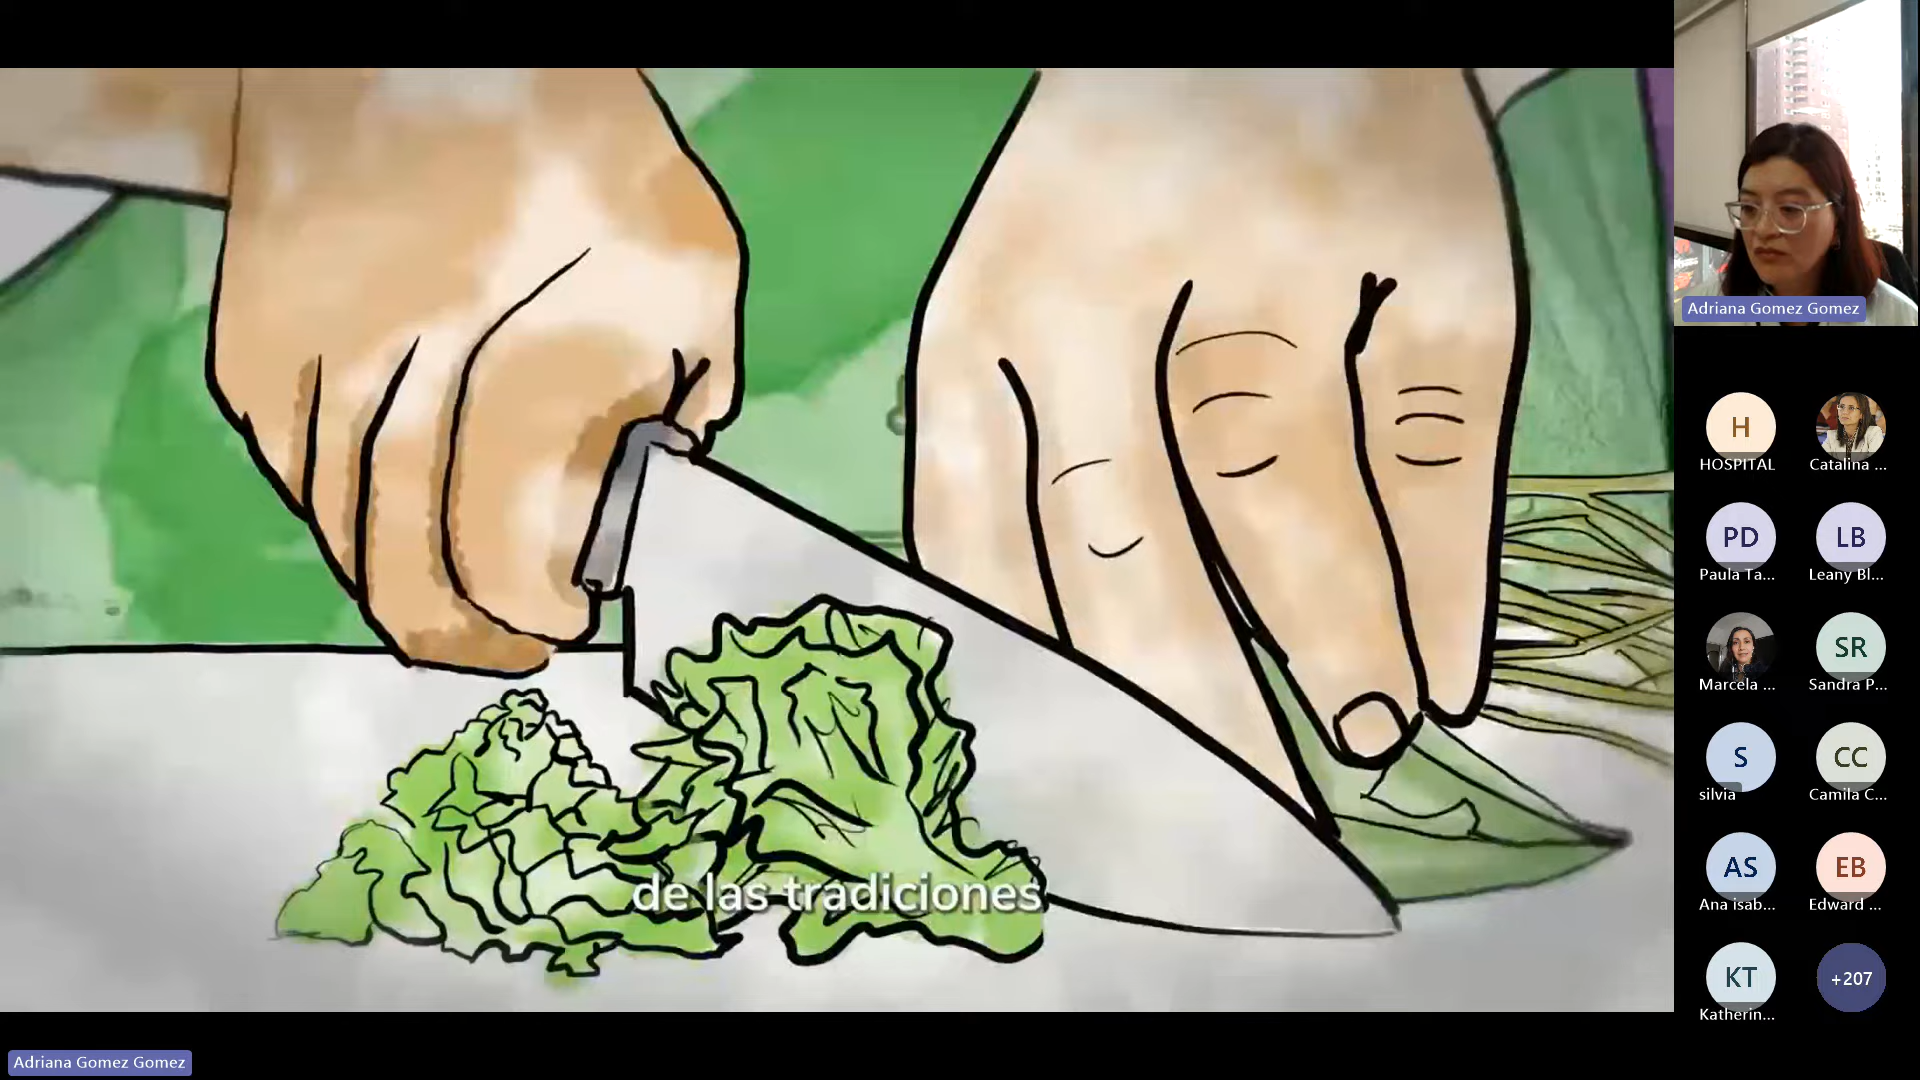 de las tradiciones
Adriana Gomez Gomez
Adriana Gomez Gomez
H
HOSPITAL
Catalina ...
PD
Paula Ta...
LB
Leany Bl...
Marcela ...
SR
Sandra P...
S
silvia
CC
Camila C...
AS
Ana isab...
EB
Edward ...
KT
Katherin...
+207